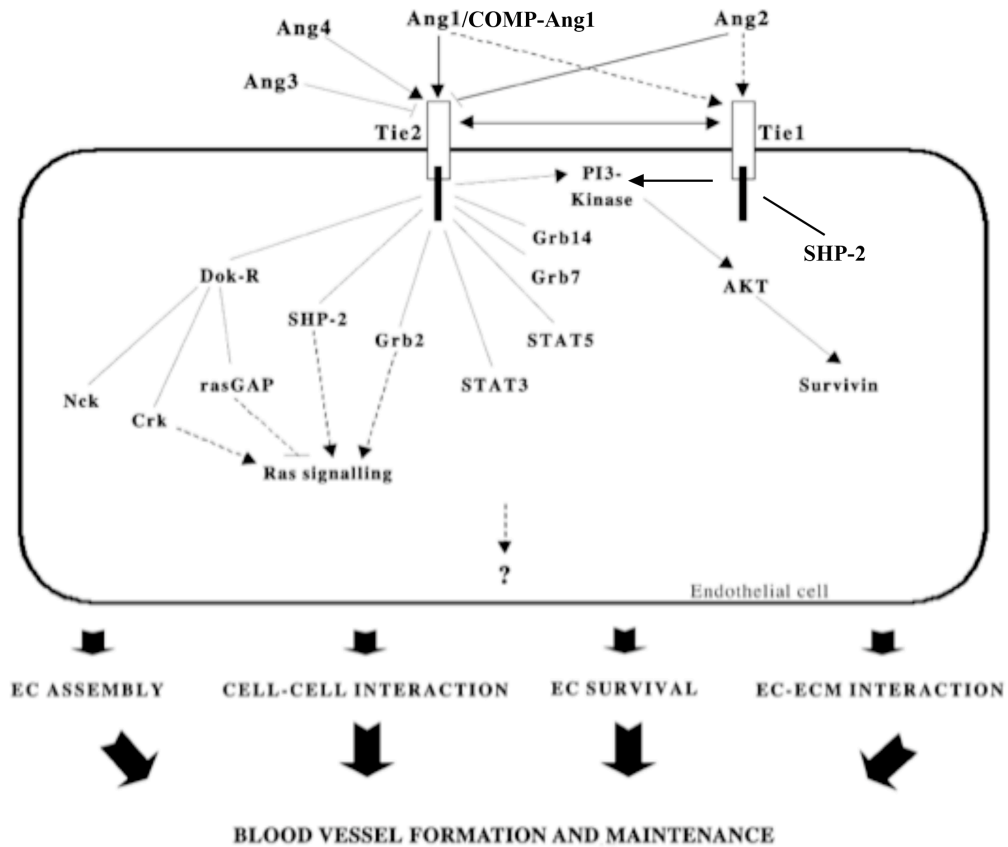 Ang1/COMP-Ang1
Ang2
Ang4
Ang3
Tie2
Tie1
PI3-
Kinase
Grb14
SHP-2
Dok-R
Grb7
AKT
SHP-2
Grb2
STAT5
rasGAP
STAT3
Survivin
Nck
Crk
Ras signalling
?
Endothelial cell
EC ASSEMBLY
CELL-CELL INTERACTION
EC SURVIVAL
EC-ECM INTERACTION
BLOOD VESSEL FORMATION AND MAINTENANCE